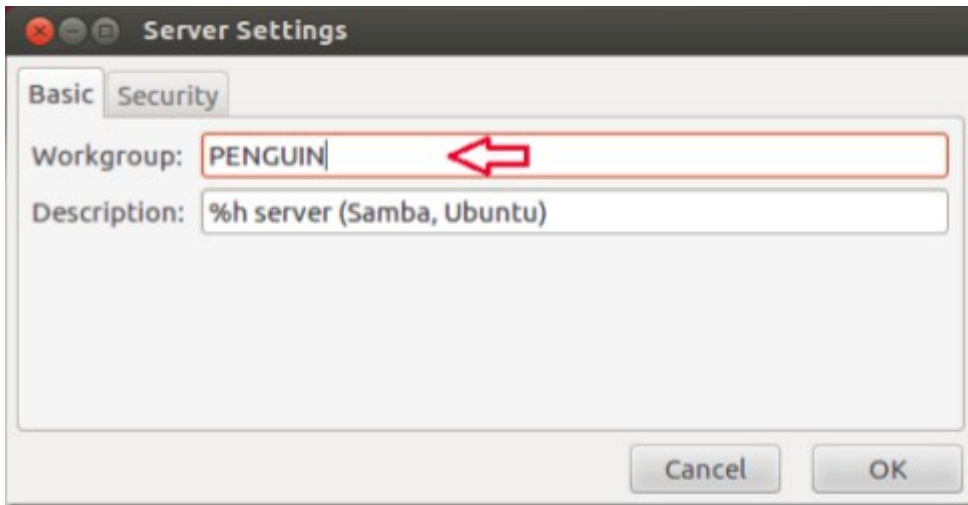 Server Settings
Basic Security
Workgroup: PENGUIN
Description: %h server (Samba, Ubuntu)
Cancel OK